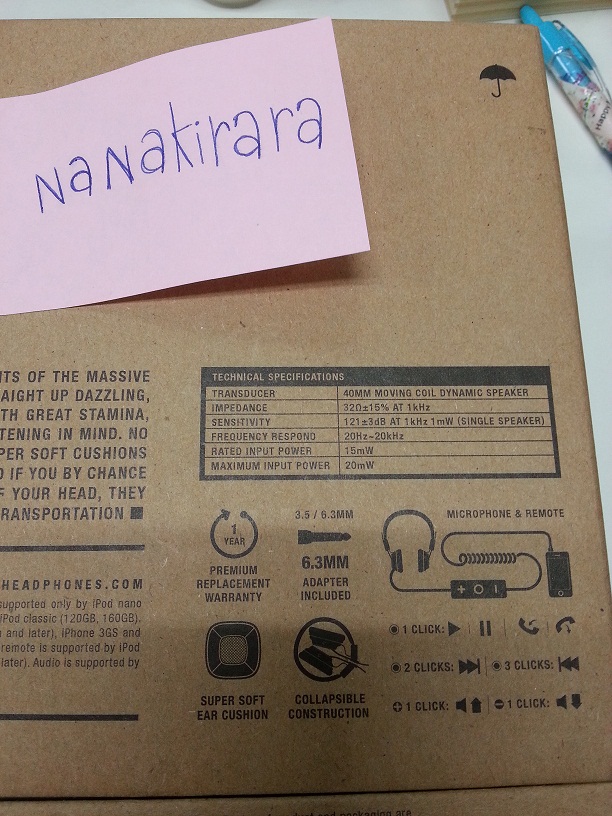 NaNakirara
ITS OF THE MASSIVE
AIGHT UP DAZZLING,
TH GREAT STAMINA,
TENING IN MIND. NO
PER SOFT CUSHIONS
D IF YOU BY CHANCE
F YOUR HEAD, THEY
RANSPORTATION
HEADPHONES.COM
supported only by iPod nano
iPod classic (120GB, 160GB).
n and later), iPhone 3GS and
remote is supported by iPod
later). Audio is supported by
TECHNICAL SPECIFICATIONS
TRANSDUCER 40MM MOVING COIL DYNAMIC SPEAKER
IMPEDANCE 32Ω±15% AT 1kHz
SENSITIVITY 121±3dB AT 1kHz 1mW (SINGLE SPEAKER)
FREQUENCY RESPOND 20Hz~20kHz
RATED INPUT POWER 15mW
MAXIMUM INPUT POWER 20mW
1
YEAR
PREMIUM
REPLACEMENT
WARRANTY
3.5 / 6.3MM
6.3MM
ADAPTER
INCLUDED
MICROPHONE & REMOTE
SUPER SOFT
EAR CUSHION
COLLAPSIBLE
CONSTRUCTION
1 CLICK:
2 CLICKS: 3 CLICKS:
1 CLICK: 1 CLICK:
and packaging are